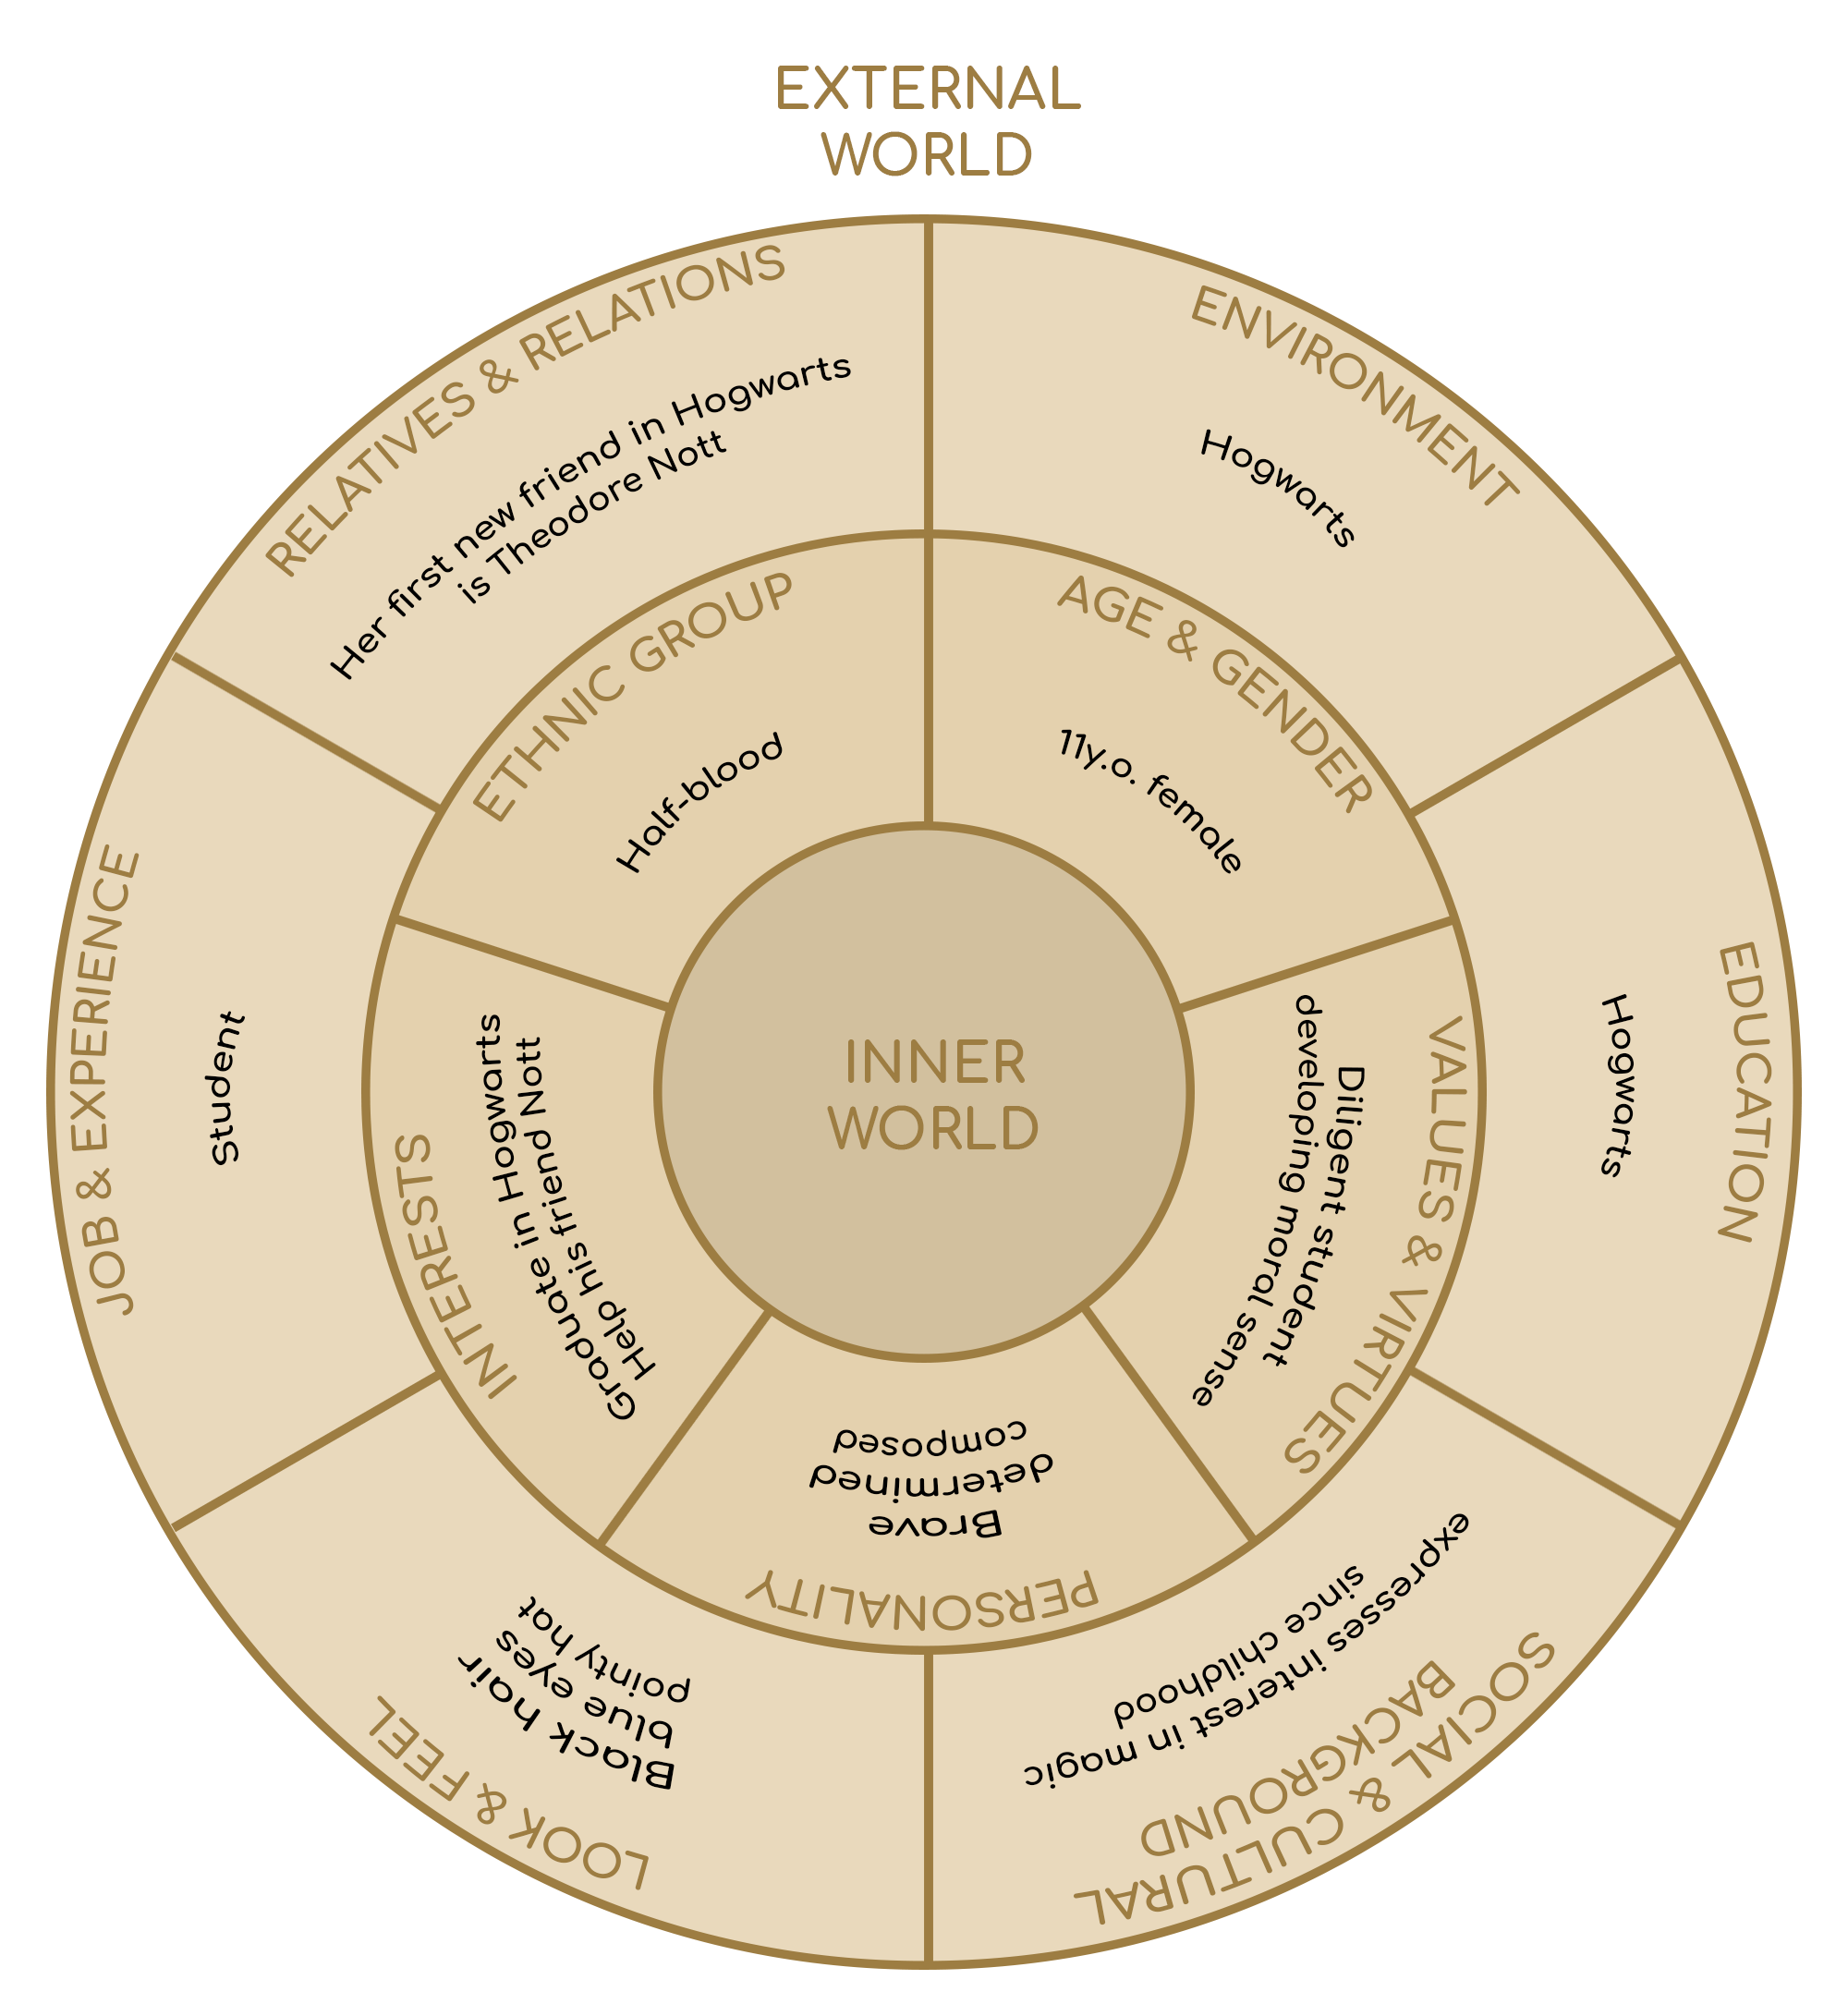 EXTERNAL
WORLD
RELATIVES & RELATIONS
Her first new friend in Hogwarts
is Theodore Nott
ENVIRONMENT
Hogwarts
EDUCATION
Hogwarts
SOCIAL & CULTURAL
BACKGROUND
expresses interest in magic
since childhood
LOOK & FEEL
Black hair
blue eyes
pointy hat
JOB & EXPERIENCE
Student
ETHNIC GROUP
Half-blood
AGE & GENDER
11y.o. female
VALUES & VIRTUES
Diligent student
developing moral sense
PERSONALITY
Brave
determined
composed
INTERESTS
Graduate in Hogwarts
Help his friend Nott
INNER
WORLD